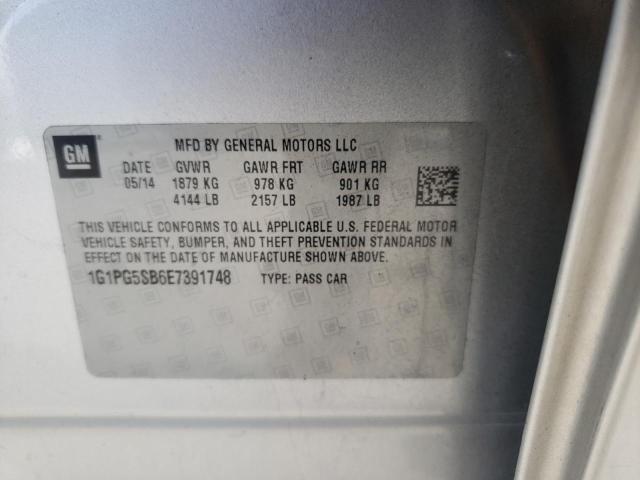 GM
MFD BY GENERAL MOTORS LLC
DATE GVWR GAWR FRT GAWR RR
05/14 1879 KG 978 KG 901 KG
4144 LB 2157 LB 1987 LB
THIS VEHICLE CONFORMS TO ALL APPLICABLE U.S. FEDERAL MOTOR
VEHICLE SAFETY, BUMPER, AND THEFT PREVENTION STANDARDS IN
EFFECT ON THE DATE OF MANUFACTURE SHOWN ABOVE.
1G1PG5SB6E7391748 TYPE: PASS CAR